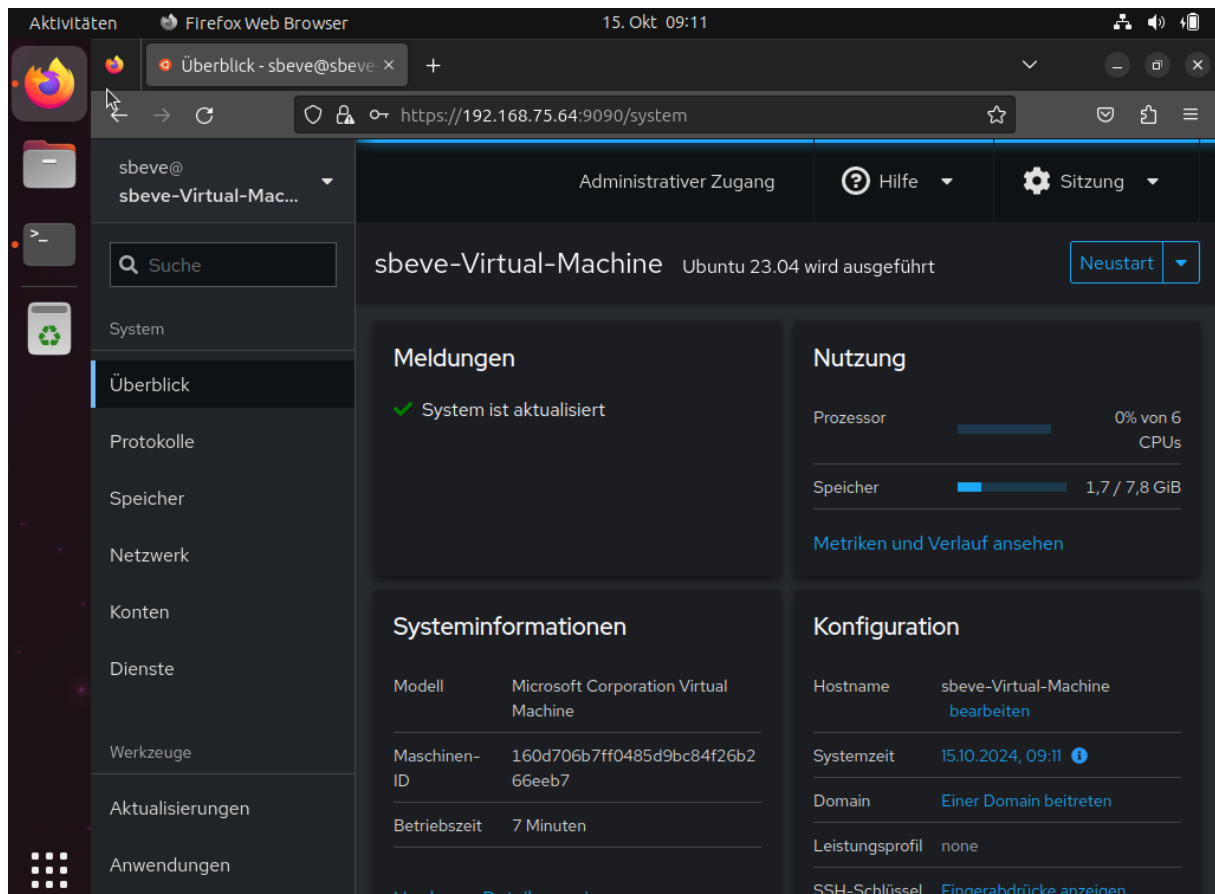 Aktivitäten Firefox Web Browser 15. Okt 09:11
Überblick - sbeve@sbeve-
https://192.168.75.64:9090/system
sbeve@
sbeve-Virtual-Mac...
Administrativer Zugang Hilfe Sitzung
Suche
sbeve-Virtual-Machine Ubuntu 23.04 wird ausgeführt Neustart
System
Überblick
Protokolle
Speicher
Netzwerk
Konten
Dienste
Werkzeuge
Aktualisierungen
Anwendungen
Meldungen
System ist aktualisiert
Nutzung
Prozessor 0% von 6
CPUs
Speicher 1,7 / 7,8 GiB
Metriken und Verlauf ansehen
Systeminformationen
Modell Microsoft Corporation Virtual
Machine
Maschinen- 160d706b7ff0485d9bc84f26b2
ID 66eeb7
Betriebszeit 7 Minuten
Konfiguration
Hostname sbeve-Virtual-Machine
bearbeiten
Systemzeit 15.10.2024, 09:11
Domain Einer Domain beitreten
Leistungsprofil none
SSH-Schlüssel Fingerabdrücke anzeigen